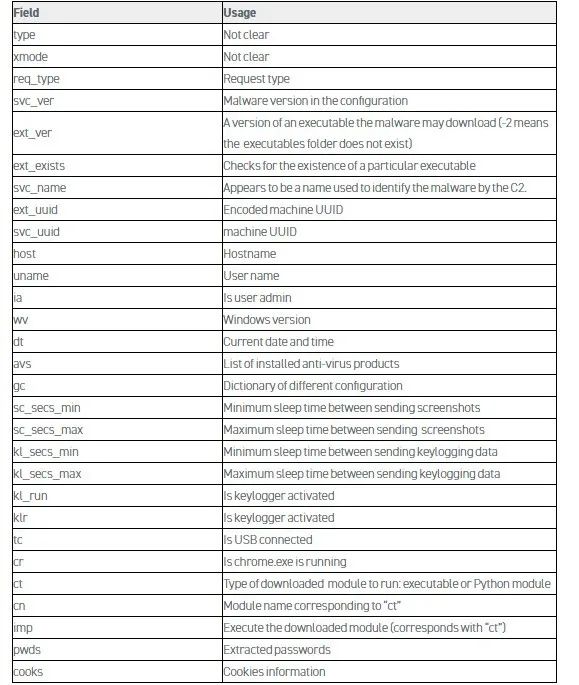 Field Usage
type Not clear
xmode Not clear
req_type Request type
svc_ver Malware version in the configuration
ext_ver A version of an executable the malware may download (-2 means
the executables folder does not exist)
ext_exists Checks for the existence of a particular executable
svc_name Appears to be a name used to identify the malware by the C2.
ext_uuid Encoded machine UUID
svc_uuid machine UUID
host Hostname
uname User name
ia Is user admin
wv Windows version
dt Current date and time
avs List of installed anti-virus products
gc Dictionary of different configuration
sc_secs_min Minimum sleep time between sending screenshots
sc_secs_max Maximum sleep time between sending screenshots
kl_secs_min Minimum sleep time between sending keylogging data
kl_secs_max Maximum sleep time between sending keylogging data
kl_run Is keylogger activated
klr Is keylogger activated
tc Is USB connected
cr Is chrome.exe is running
ct Type of downloaded module to run: executable or Python module
cn Module name corresponding to "ct"
imp Execute the downloaded module (corresponds with "ct")
pwds Extracted passwords
cooks Cookies information